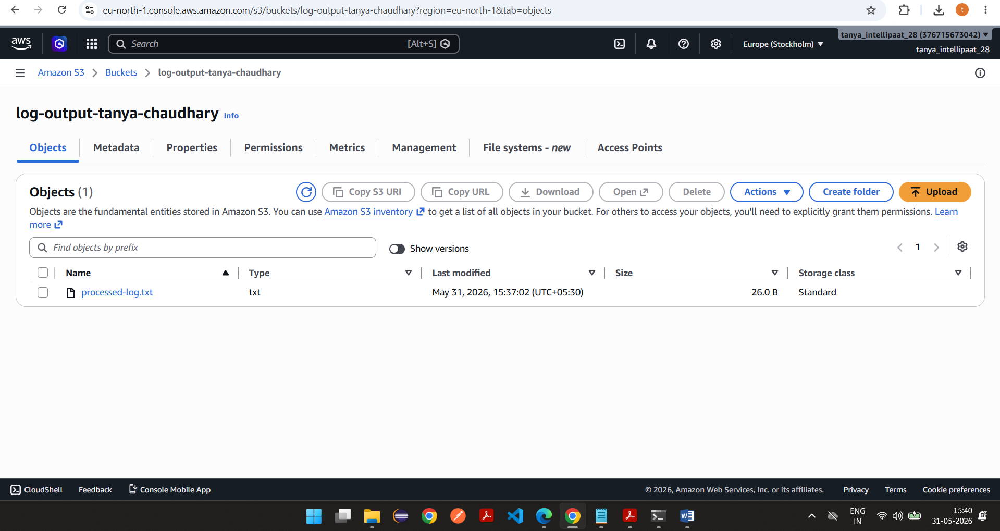 eu-north-1.console.aws.amazon.com/s3/buckets/log-output-tanya-chaudhary?region=eu-north-1&tab=objects
t
aws
Search [Alt+S]
Europe (Stockholm)
tanya_intellipaat_28 (376715673042)
tanya_intellipaat_28
Amazon S3 Buckets log-output-tanya-chaudhary
log-output-tanya-chaudhary Info
Objects Metadata Properties Permissions Metrics Management File systems - new Access Points
Objects (1) Copy S3 URI Copy URL Download Open Delete Actions Create folder Upload
Objects are the fundamental entities stored in Amazon S3. You can use Amazon S3 inventory to get a list of all objects in your bucket. For others to access your objects, you'll need to explicitly grant them permissions. Learn
more
Find objects by prefix Show versions 1
Name Type Last modified Size Storage class
processed-log.txt txt May 31, 2026, 15:37:02 (UTC+05:30) 26.0 B Standard
CloudShell Feedback Console Mobile App © 2026, Amazon Web Services, Inc. or its affiliates. Privacy Terms Cookie preferences
ENG
IN
15:40
31-05-2026